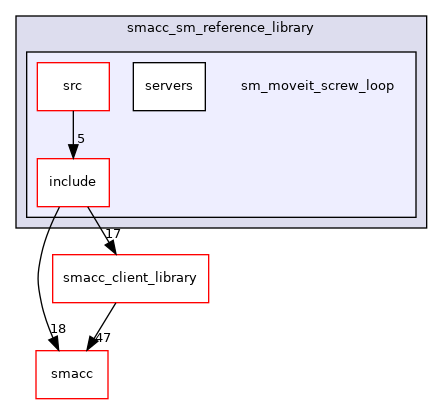 smacc_sm_reference_library
src
servers
sm_moveit_screw_loop
5
include
17
smacc_client_library
18
47
smacc